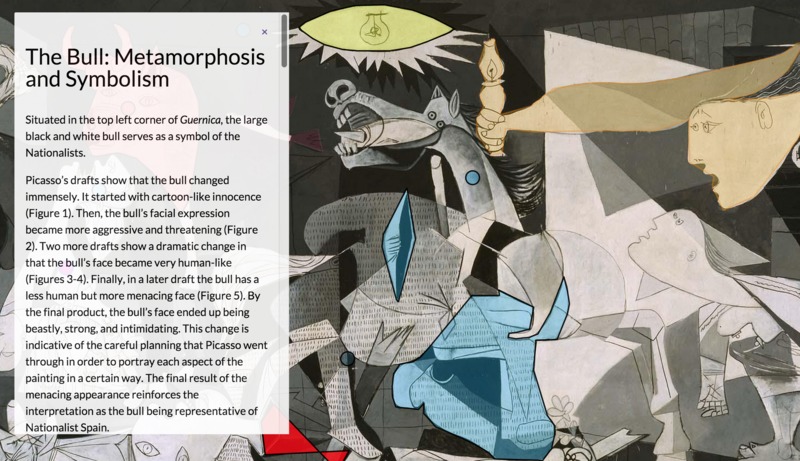 ×
The Bull: Metamorphosis
and Symbolism
Situated in the top left corner of Guernica, the large
black and white bull serves as a symbol of the
Nationalists.
Picasso’s drafts show that the bull changed
immensely. It started with cartoon-like innocence
(Figure 1). Then, the bull’s facial expression
became more aggressive and threatening (Figure
2). Two more drafts show a dramatic change in
that the bull’s face became very human-like
(Figures 3-4). Finally, in a later draft the bull has a
less human but more menacing face (Figure 5). By
the final product, the bull’s face ended up being
beastly, strong, and intimidating. This change is
indicative of the careful planning that Picasso went
through in order to portray each aspect of the
painting in a certain way. The final result of the
menacing appearance reinforces the
interpretation as the bull being representative of
Nationalist Spain.